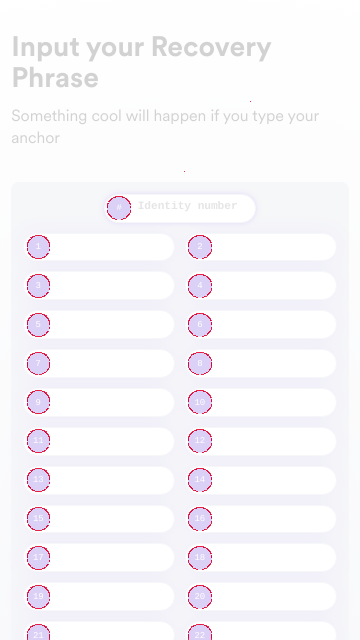 Input your Recovery
Phrase
Something cool will happen if you type your
anchor
# Identity number
1 2
3 4
5 6
7 8
9 10
11 12
13 14
15 16
17 18
19 20
21 22